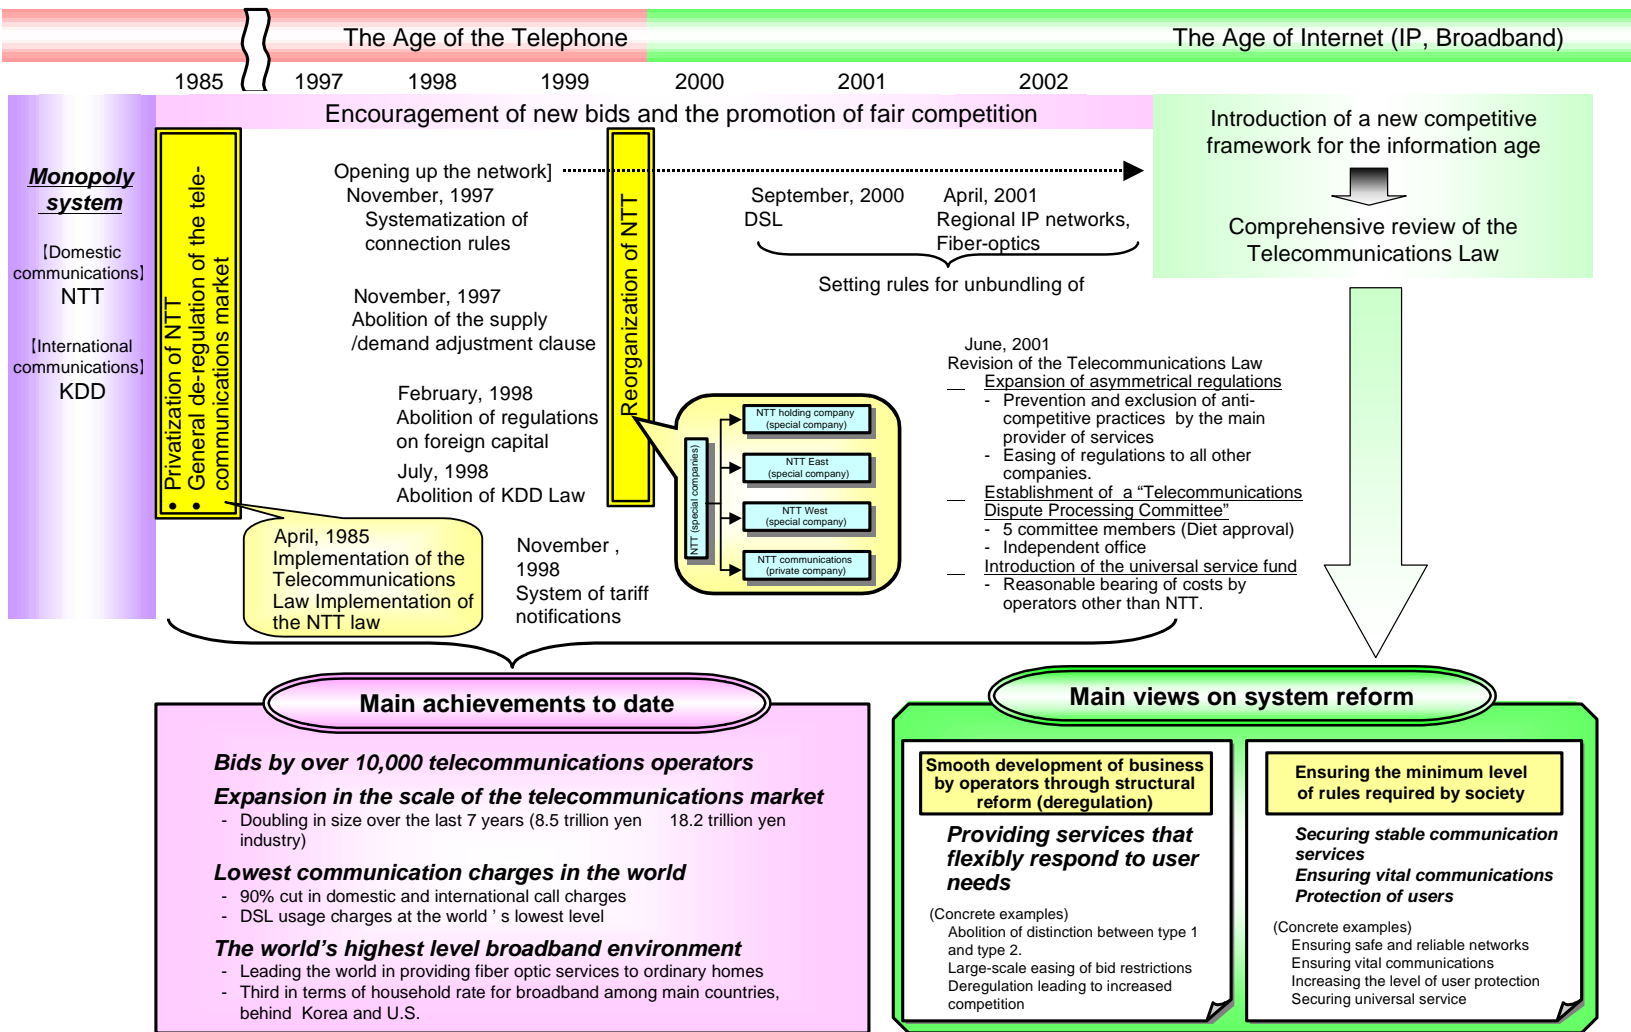 The Age of the Telephone
The Age of Internet (IP, Broadband)
1985 1997 1998 1999 2000 2001 2002
Encouragement of new bids and the promotion of fair competition
Monopoly
system
[Domestic
communications]
NTT
[International
communications]
KDD
• Privatization of NTT
• General de-regulation of the tele-
communications market
April, 1985
Implementation of the
Telecommunications
Law Implementation of
the NTT law
Opening up the network]
November, 1997
Systematization of
connection rules
November, 1997
Abolition of the supply
/demand adjustment clause
February, 1998
Abolition of regulations
on foreign capital
July, 1998
Abolition of KDD Law
November ,
1998
System of tariff
notifications
Reorganization of NTT
NTT (special companies)
NTT holding company
(special company)
NTT East
(special company)
NTT West
(special company)
NTT communications
(private company)
September, 2000
DSL
April, 2001
Regional IP networks,
Fiber-optics
Setting rules for unbundling of
June, 2001
Revision of the Telecommunications Law
Expansion of asymmetrical regulations
- Prevention and exclusion of anti-
competitive practices by the main
provider of services
- Easing of regulations to all other
companies.
Establishment of a “Telecommunications
Dispute Processing Committee”
- 5 committee members (Diet approval)
- Independent office
Introduction of the universal service fund
- Reasonable bearing of costs by
operators other than NTT.
Introduction of a new competitive
framework for the information age
Comprehensive review of the
Telecommunications Law
Main achievements to date
Bids by over 10,000 telecommunications operators
Expansion in the scale of the telecommunications market
- Doubling in size over the last 7 years (8.5 trillion yen 18.2 trillion yen
industry)
Lowest communication charges in the world
- 90% cut in domestic and international call charges
- DSL usage charges at the world ’ s lowest level
The world’s highest level broadband environment
- Leading the world in providing fiber optic services to ordinary homes
- Third in terms of household rate for broadband among main countries,
behind Korea and U.S.
Main views on system reform
Smooth development of business
by operators through structural
reform (deregulation)
Providing services that
flexibly respond to user
needs
(Concrete examples)
Abolition of distinction between type 1
and type 2.
Large-scale easing of bid restrictions
Deregulation leading to increased
competition
Ensuring the minimum level
of rules required by society
Securing stable communication
services
Ensuring vital communications
Protection of users
(Concrete examples)
Ensuring safe and reliable networks
Ensuring vital communications
Increasing the level of user protection
Securing universal service